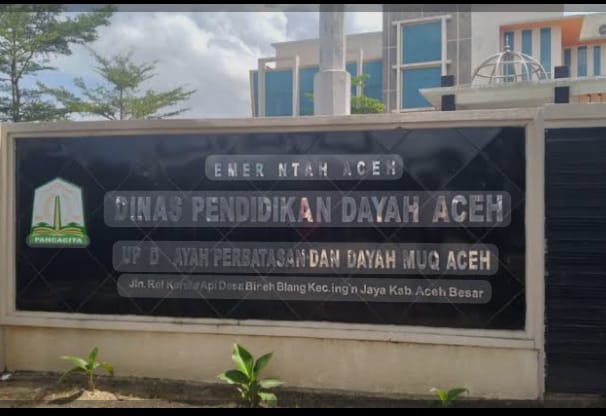 PANCACITA
EMER NTAH ACEH
DINAS PENDIDIKAN DAYAH ACEH
UP D AYAH PERBATASAN DAN DAYAH MUQ ACEH
Jln. Rel Kereta Api Desa Bineh Blang Kec.ing'n Jaya Kab. Aceh Besar